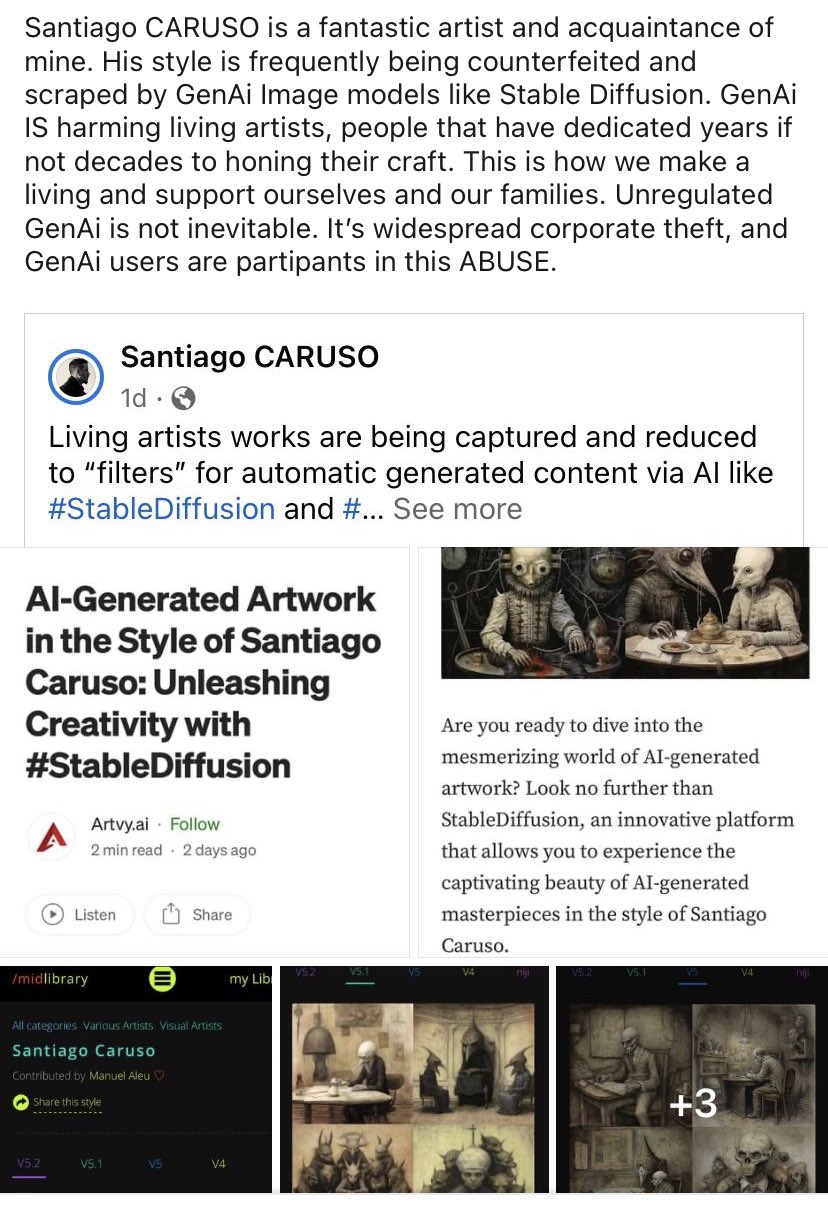 Santiago CARUSO is a fantastic artist and acquaintance of
mine. His style is frequently being counterfeited and
scraped by GenAi Image models like Stable Diffusion. GenAi
IS harming living artists, people that have dedicated years if
not decades to honing their craft. This is how we make a
living and support ourselves and our families. Unregulated
GenAi is not inevitable. It’s widespread corporate theft, and
GenAi users are partipants in this ABUSE.
Santiago CARUSO
1d ·
Living artists works are being captured and reduced
to “filters” for automatic generated content via AI like
#StableDiffusion and #... See more
AI-Generated Artwork
in the Style of Santiago
Caruso: Unleashing
Creativity with
#StableDiffusion
Artvy.ai · Follow
2 min read · 2 days ago
Listen
Share
Are you ready to dive into the
mesmerizing world of AI-generated
artwork? Look no further than
StableDiffusion, an innovative platform
that allows you to experience the
captivating beauty of AI-generated
masterpieces in the style of Santiago
Caruso.
/midlibrary
my Lib
All categories Various Artists Visual Artists
Santiago Caruso
Contributed by Manuel Aleu ♡
Share this style
V5.2 V5.1 V5 V4
V5.2 V5.1 V5 V4 niji
V5.2 V5.1 V5 V4 niji
+3